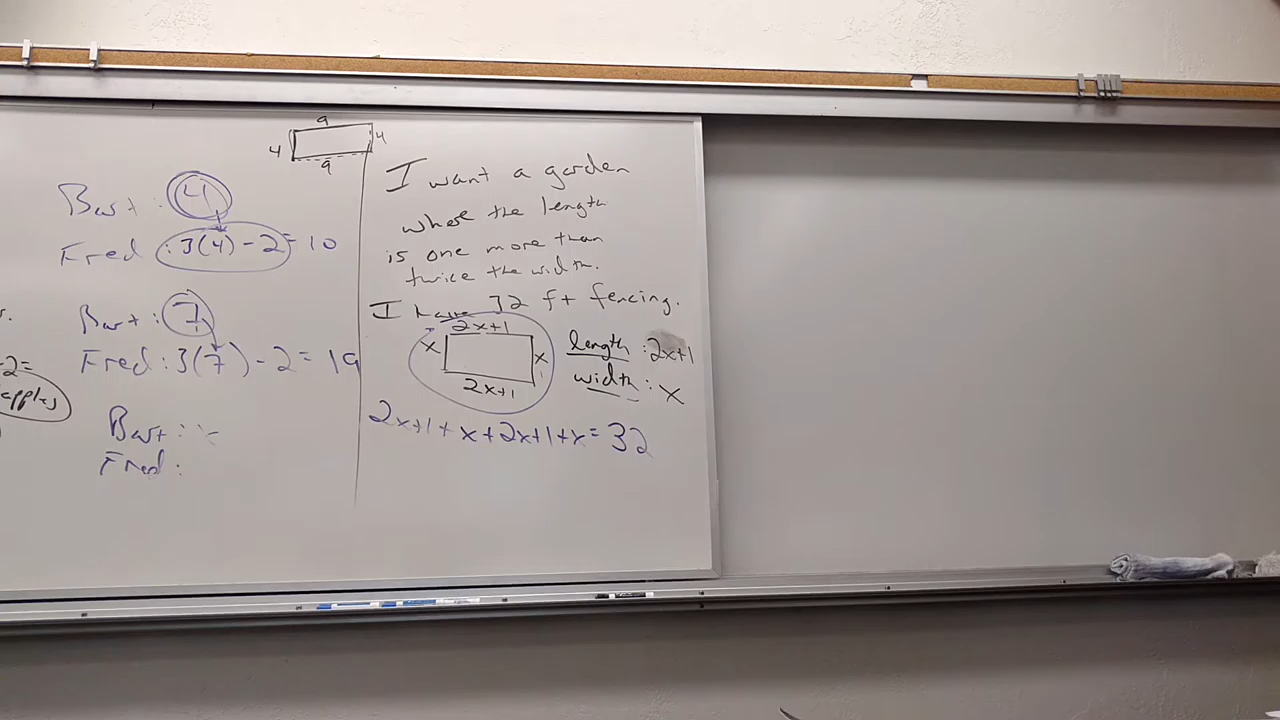 9
4 4
9
Bart : 4
Fred : 3(4) - 2 = 10
Bart : 7
Fred : 3(7) - 2 = 19
-2=
apples
Bart : x
Fred :
I want a garden
where the length
is one more than
twice the width.
I have 32 ft fencing.
2x+1
x x
2x+1
length : 2x+1
width : x
2x+1 + x + 2x+1 + x = 32